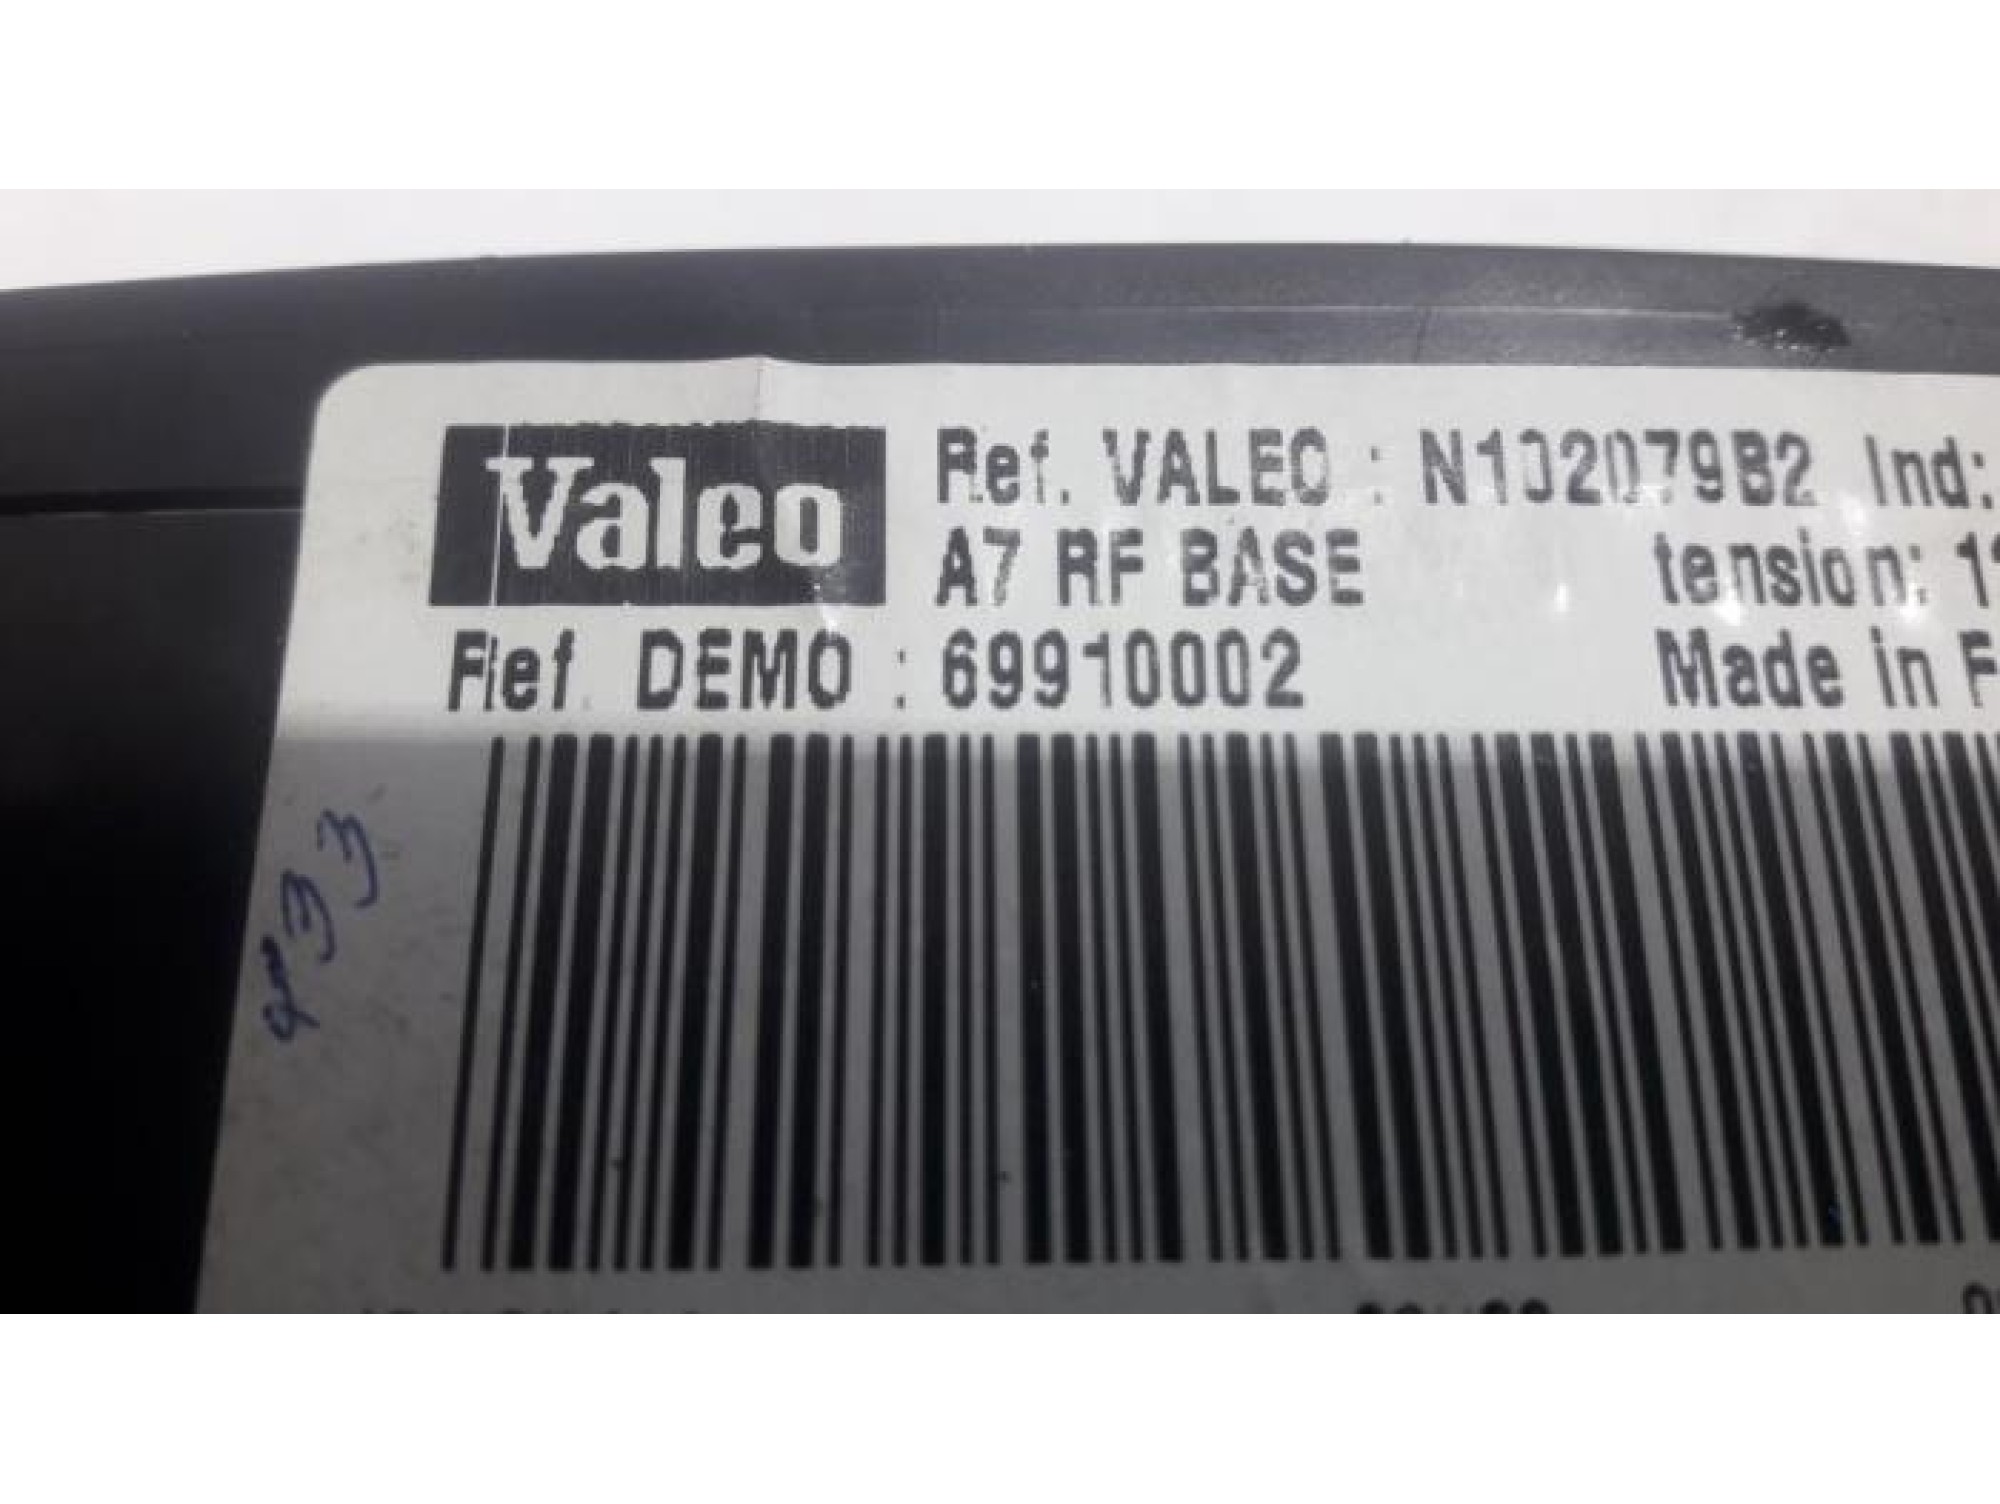 Valeo
Ref. VALEO : N102079B2 Ind:
A7 RF BASE tension:
Ref. DEMO : 69910002 Made in